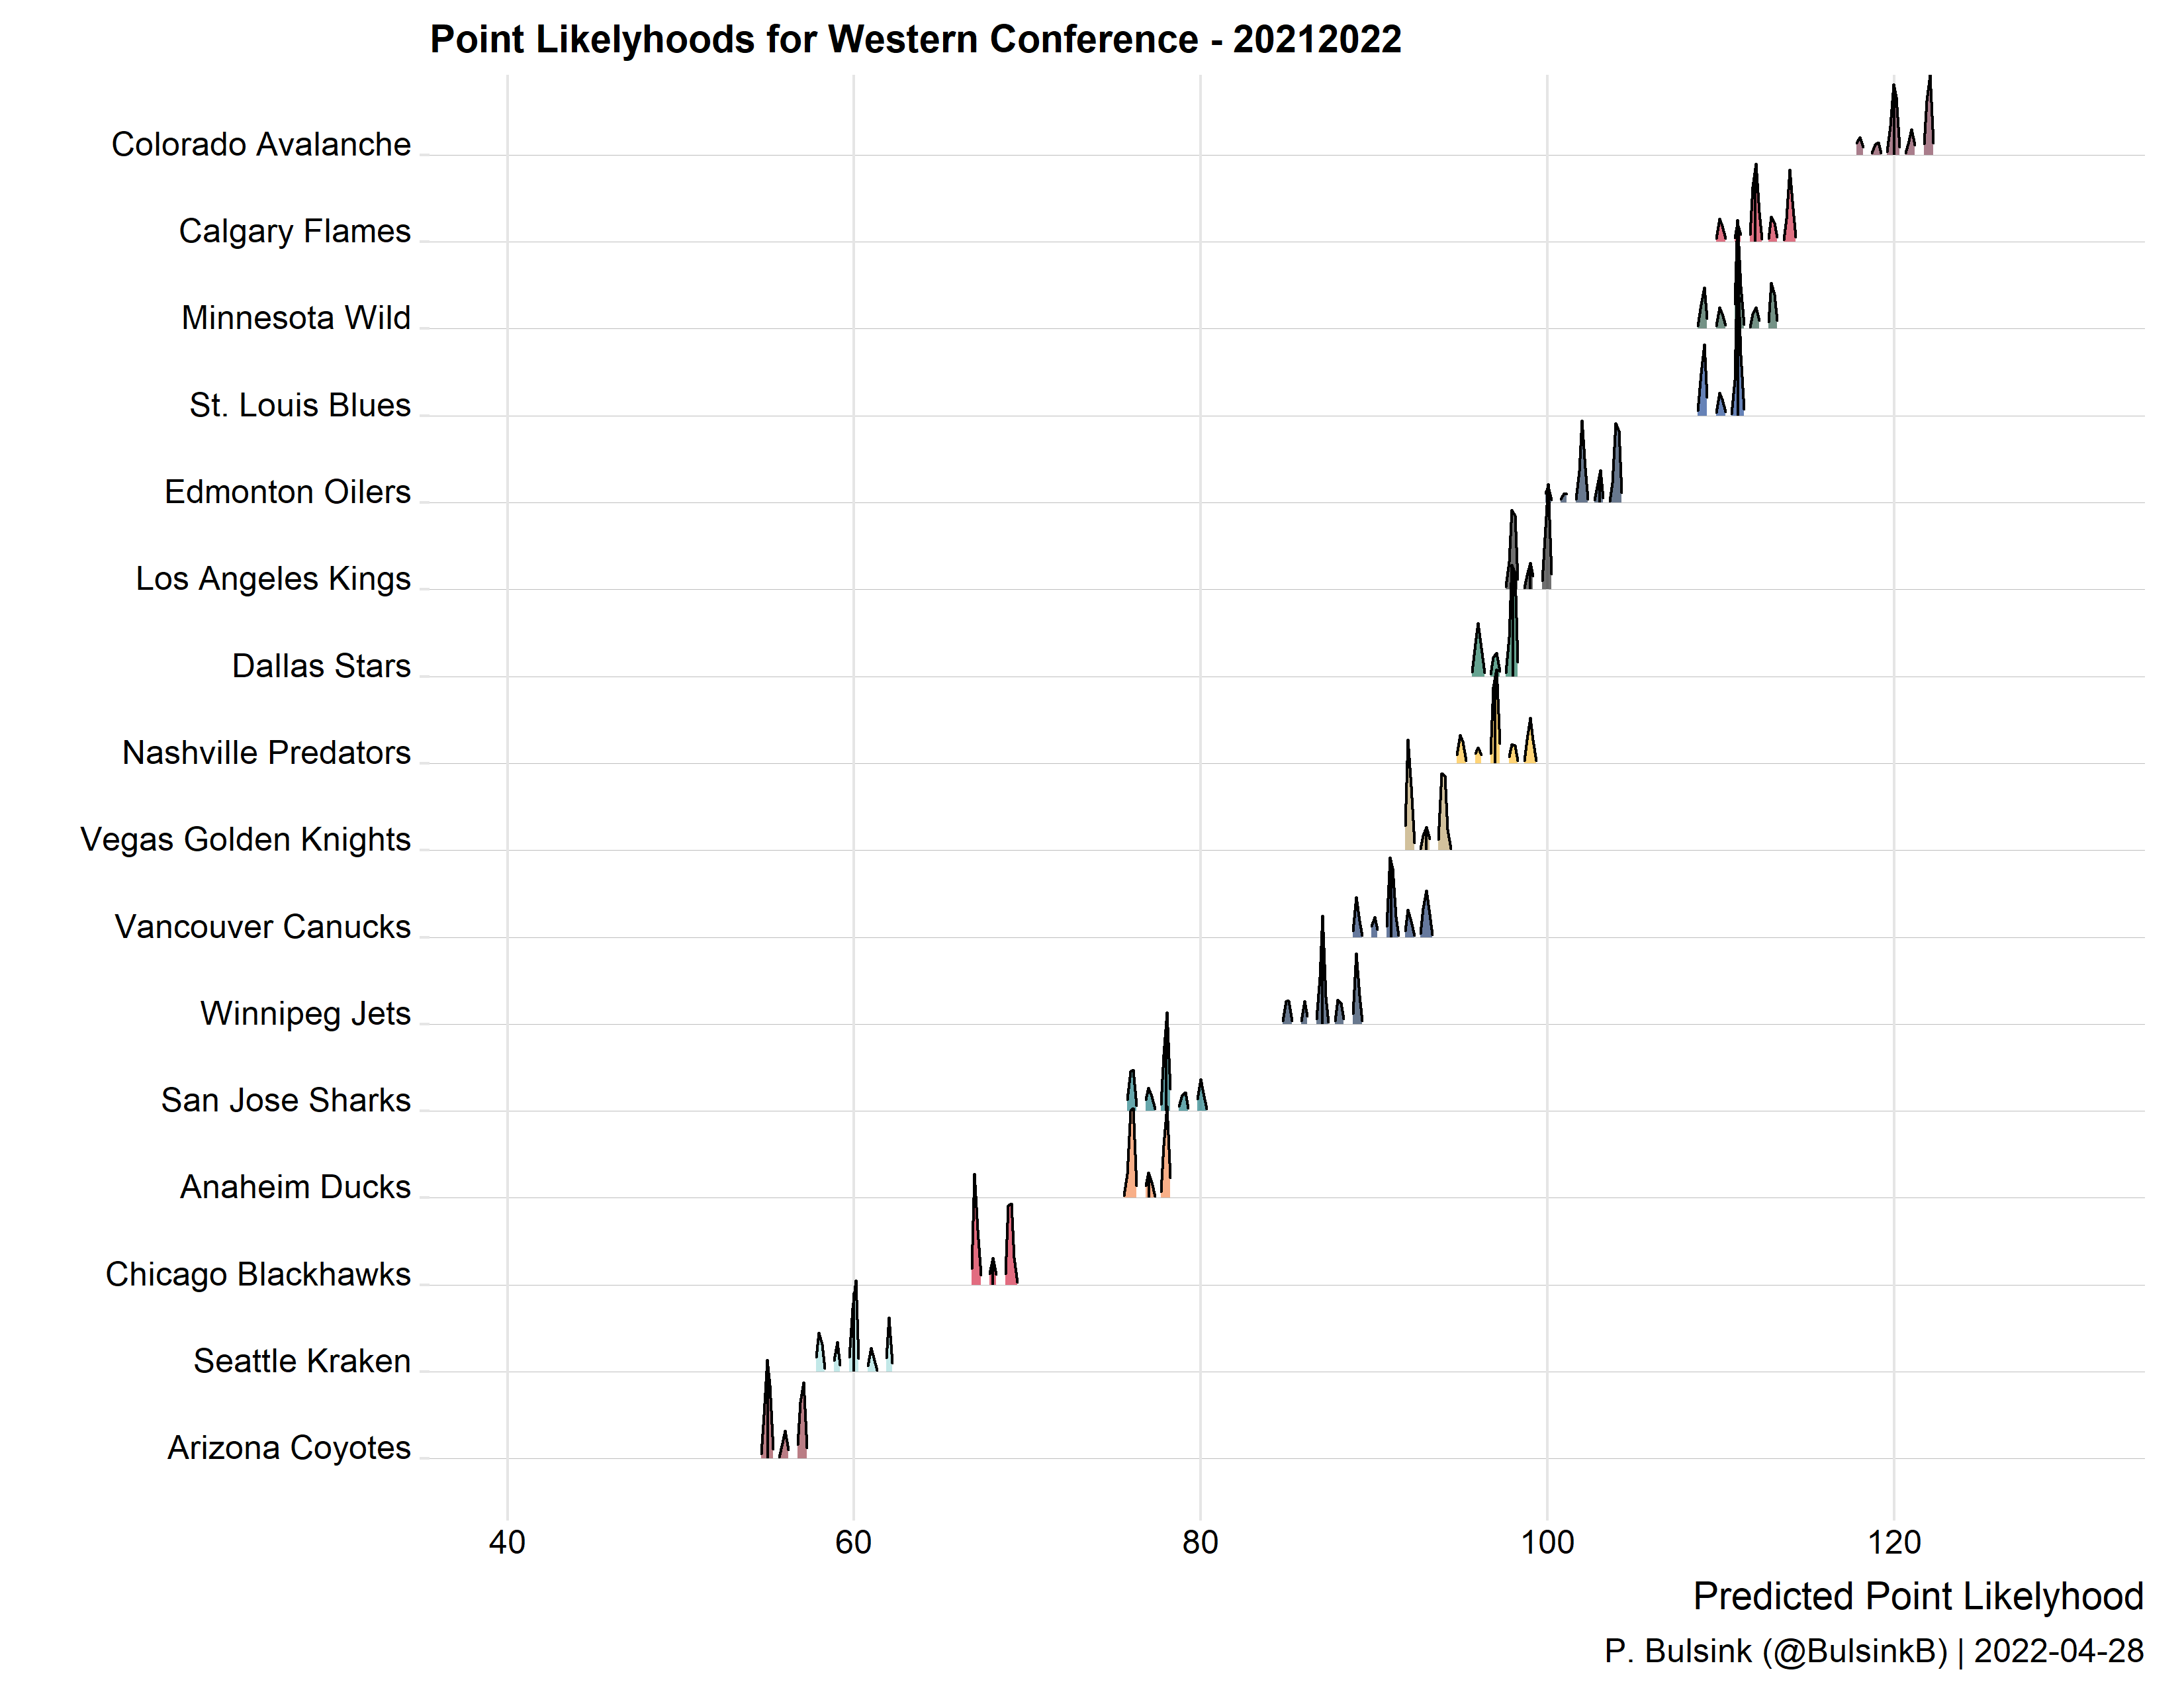 Point Likelyhoods for Western Conference - 20212022
Colorado Avalanche
Calgary Flames
Minnesota Wild
St. Louis Blues
Edmonton Oilers
Los Angeles Kings
Dallas Stars
Nashville Predators
Vegas Golden Knights
Vancouver Canucks
Winnipeg Jets
San Jose Sharks
Anaheim Ducks
Chicago Blackhawks
Seattle Kraken
Arizona Coyotes
40 60 80 100 120
Predicted Point Likelyhood
P. Bulsink (@BulsinkB) | 2022-04-28